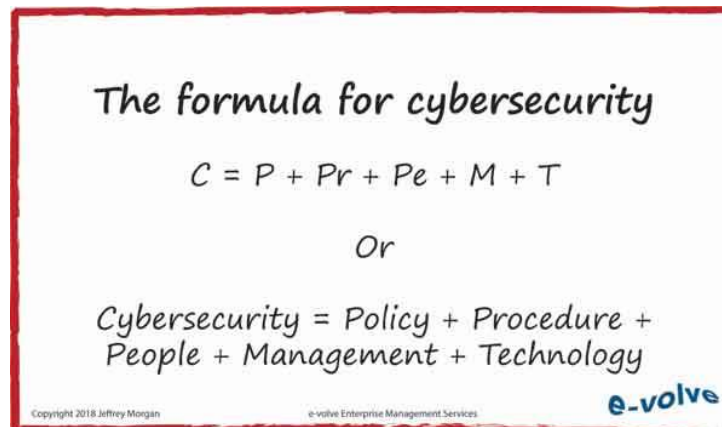 The formula for cybersecurity
C = P + Pr + Pe + M + T
Or
Cybersecurity = Policy + Procedure +
People + Management + Technology
Copyright 2018 Jeffrey Morgan
e-volve Enterprise Management Services
e-volve